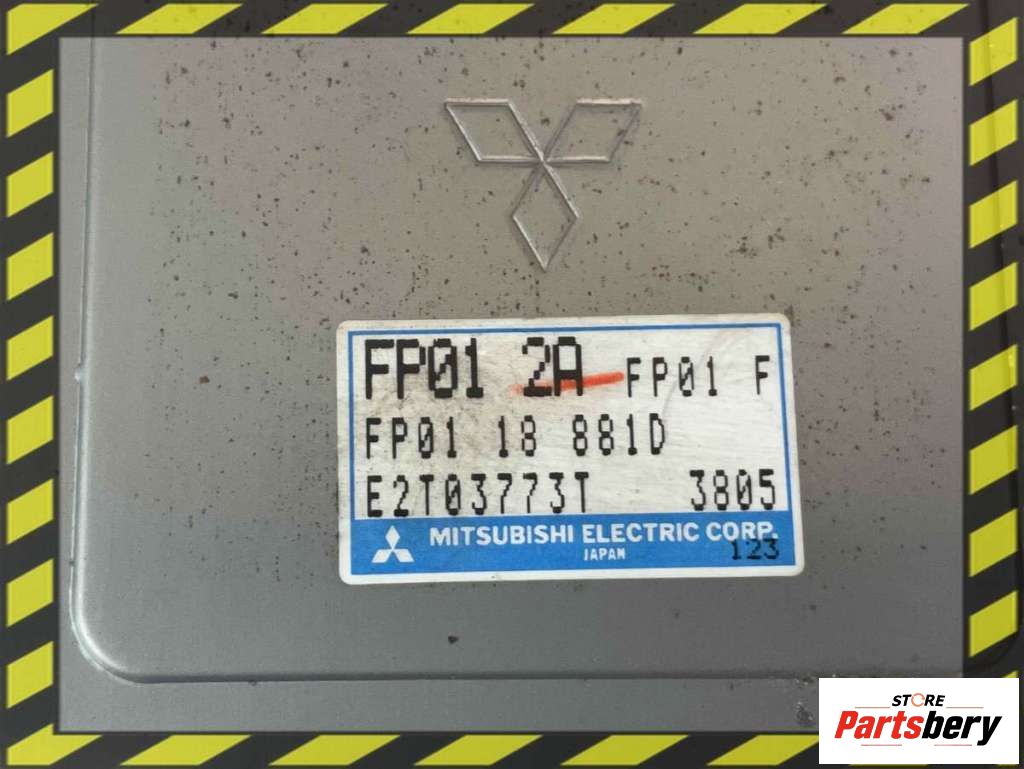 FP01 2A FP01 F
FP01 18 881D
E2T03773T 3805
MITSUBISHI ELECTRIC CORP.
JAPAN 123
STORE
Partsbery